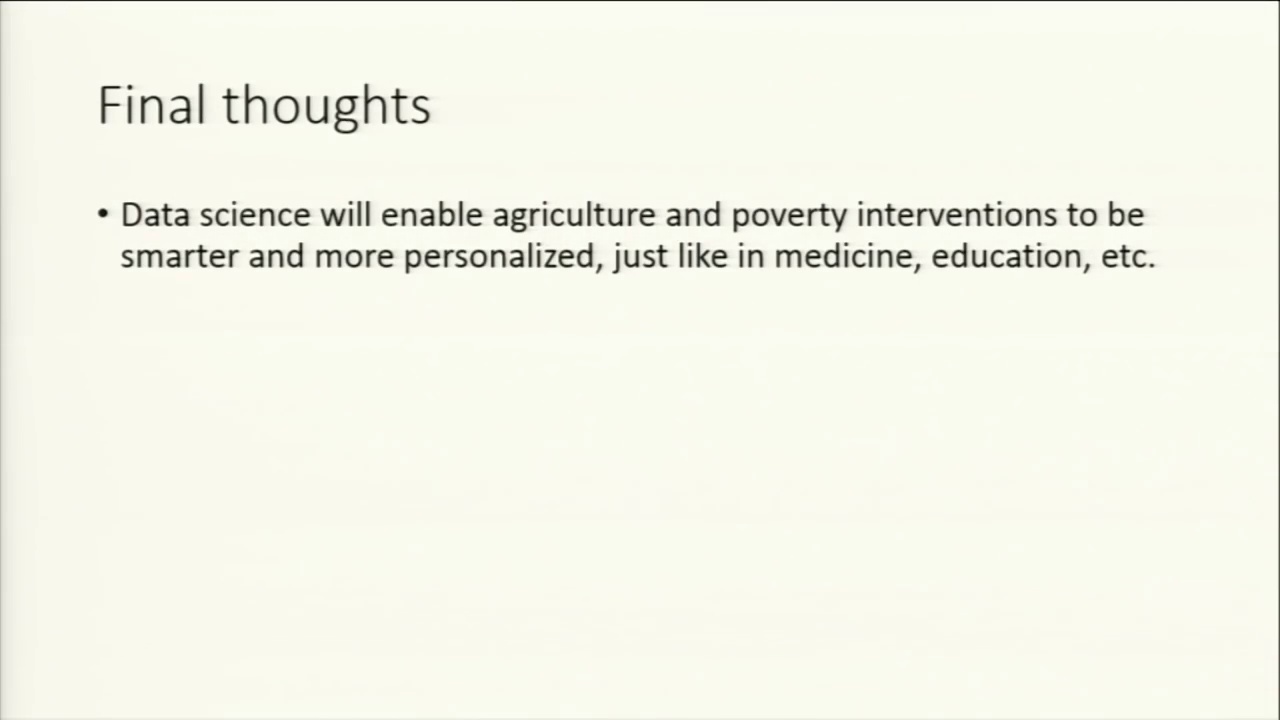 Final thoughts
• Data science will enable agriculture and poverty interventions to be
smarter and more personalized, just like in medicine, education, etc.